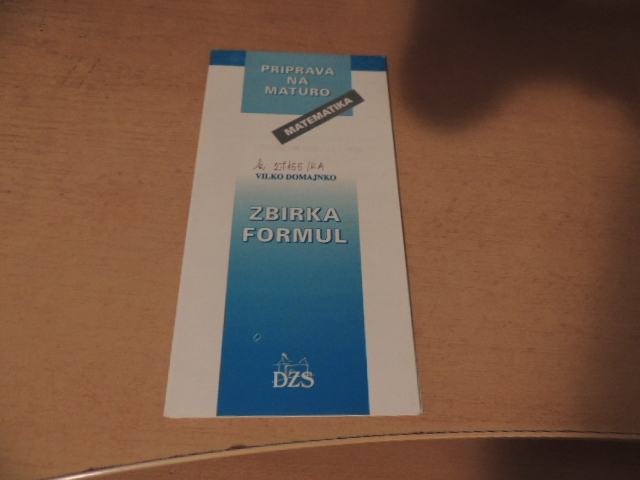 PRIPRAVA
NA
MATURO
MATEMATIKA
VILKO DOMAJNKO
ZBIRKA
FORMUL
DZS